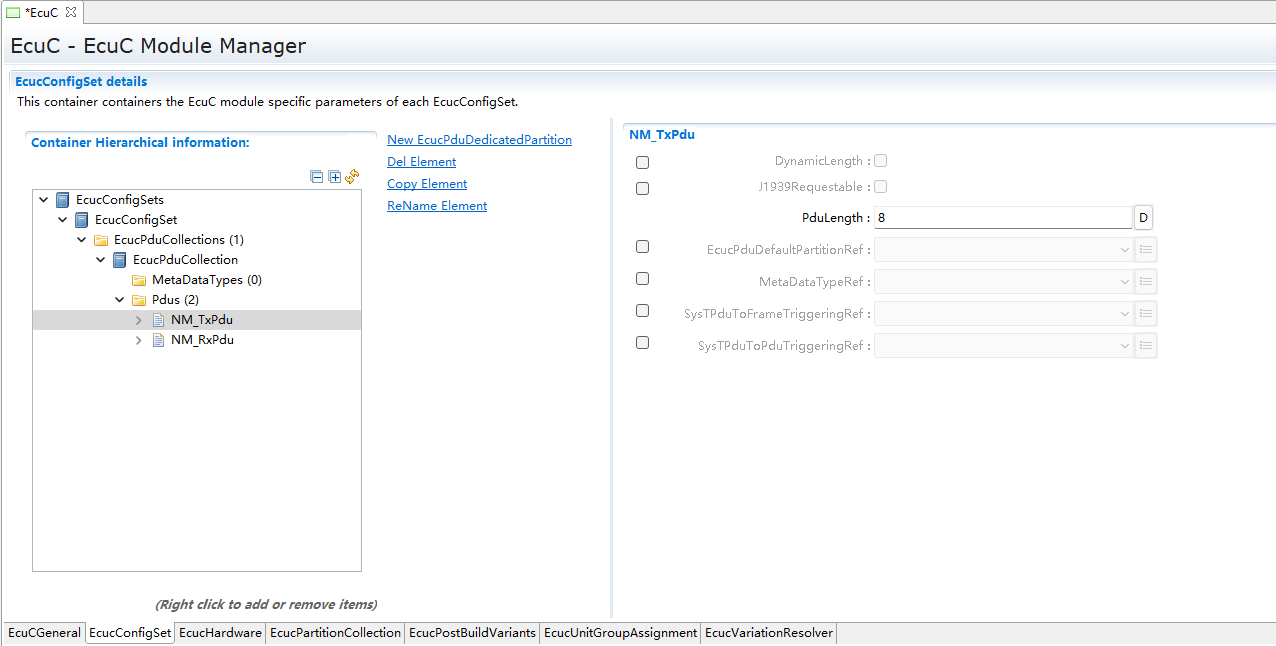 *EcuC
EcuC - EcuC Module Manager
EcucConfigSet details
This container containers the EcuC module specific parameters of each EcucConfigSet.
Container Hierarchical information:
EcucConfigSets
EcucConfigSet
EcucPduCollections (1)
EcucPduCollection
MetaDataTypes (0)
Pdus (2)
NM_TxPdu
NM_RxPdu
(Right click to add or remove items)
New EcucPduDedicatedPartition
Del Element
Copy Element
ReName Element
NM_TxPdu
DynamicLength :
J1939Requestable :
PduLength : 8 D
EcucPduDefaultPartitionRef :
MetaDataTypeRef :
SysTPduToFrameTriggeringRef :
SysTPduToPduTriggeringRef :
EcuCGeneral EcucConfigSet EcucHardware EcucPartitionCollection EcucPostBuildVariants EcucUnitGroupAssignment EcucVariationResolver